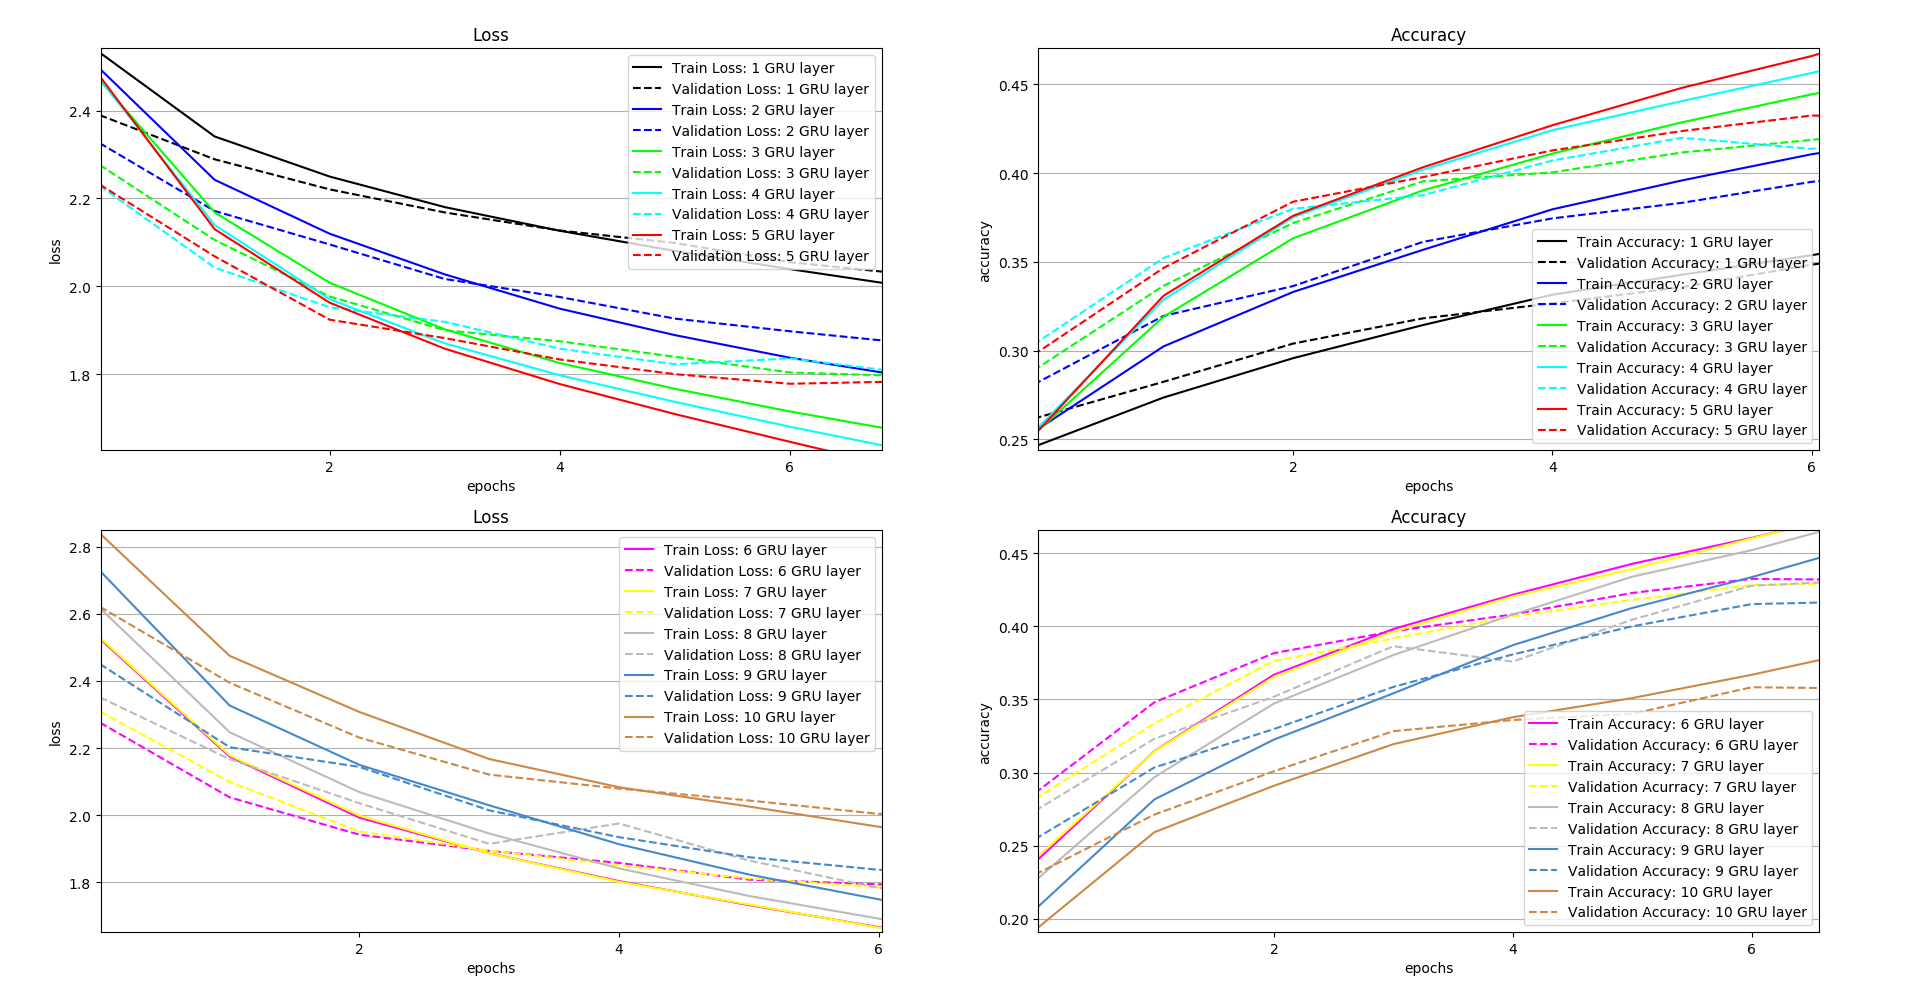 Loss
2.4
2.2
2.0
1.8
loss
2
4
6
epochs
Train Loss: 1 GRU layer
Validation Loss: 1 GRU layer
Train Loss: 2 GRU layer
Validation Loss: 2 GRU layer
Train Loss: 3 GRU layer
Validation Loss: 3 GRU layer
Train Loss: 4 GRU layer
Validation Loss: 4 GRU layer
Train Loss: 5 GRU layer
Validation Loss: 5 GRU layer
Accuracy
0.45
0.40
0.35
0.30
0.25
accuracy
2
4
6
epochs
Train Accuracy: 1 GRU layer
Validation Accuracy: 1 GRU layer
Train Accuracy: 2 GRU layer
Validation Accuracy: 2 GRU layer
Train Accuracy: 3 GRU layer
Validation Accuracy: 3 GRU layer
Train Accuracy: 4 GRU layer
Validation Accuracy: 4 GRU layer
Train Accuracy: 5 GRU layer
Validation Accuracy: 5 GRU layer
Loss
2.8
2.6
2.4
2.2
2.0
1.8
loss
2
4
6
epochs
Train Loss: 6 GRU layer
Validation Loss: 6 GRU layer
Train Loss: 7 GRU layer
Validation Loss: 7 GRU layer
Train Loss: 8 GRU layer
Validation Loss: 8 GRU layer
Train Loss: 9 GRU layer
Validation Loss: 9 GRU layer
Train Loss: 10 GRU layer
Validation Loss: 10 GRU layer
Accuracy
0.45
0.40
0.35
0.30
0.25
0.20
accuracy
2
4
6
epochs
Train Accuracy: 6 GRU layer
Validation Accuracy: 6 GRU layer
Train Accuracy: 7 GRU layer
Validation Acurracy: 7 GRU layer
Train Accuracy: 8 GRU layer
Validation Accuracy: 8 GRU layer
Train Accuracy: 9 GRU layer
Validation Accuracy: 9 GRU layer
Train Accuracy: 10 GRU layer
Validation Accuracy: 10 GRU layer